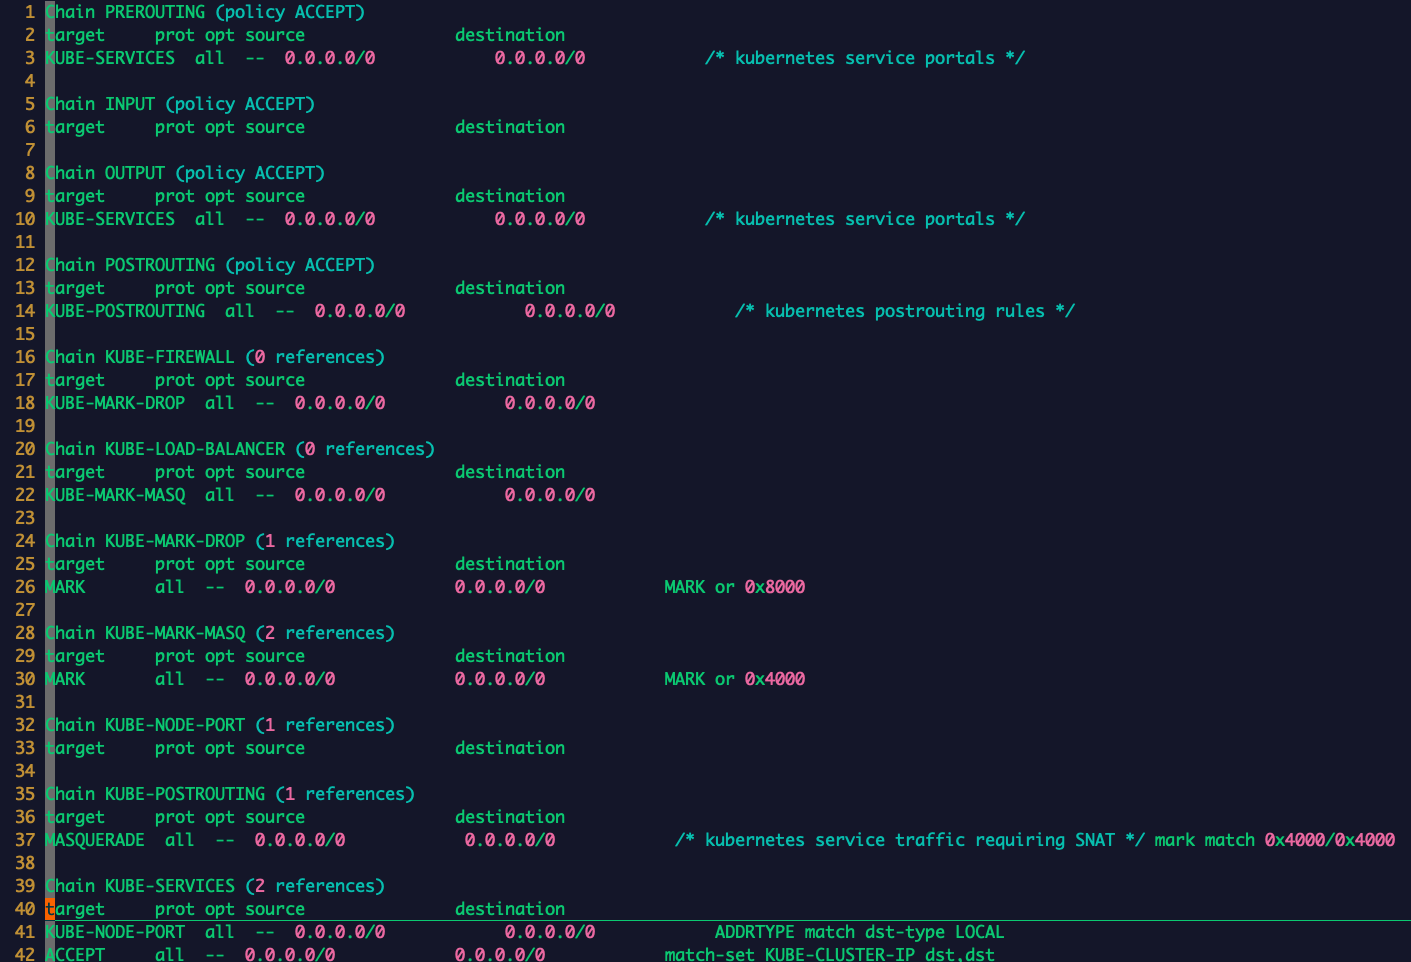 1 Chain PREROUTING (policy ACCEPT)
2 target     prot opt source               destination
3 KUBE-SERVICES  all  --  0.0.0.0/0            0.0.0.0/0            /* kubernetes service portals */
4
5 Chain INPUT (policy ACCEPT)
6 target     prot opt source               destination
7
8 Chain OUTPUT (policy ACCEPT)
9 target     prot opt source               destination
10 KUBE-SERVICES  all  --  0.0.0.0/0            0.0.0.0/0            /* kubernetes service portals */
11
12 Chain POSTROUTING (policy ACCEPT)
13 target     prot opt source               destination
14 KUBE-POSTROUTING  all  --  0.0.0.0/0            0.0.0.0/0            /* kubernetes postrouting rules */
15
16 Chain KUBE-FIREWALL (0 references)
17 target     prot opt source               destination
18 KUBE-MARK-DROP  all  --  0.0.0.0/0            0.0.0.0/0
19
20 Chain KUBE-LOAD-BALANCER (0 references)
21 target     prot opt source               destination
22 KUBE-MARK-MASQ  all  --  0.0.0.0/0            0.0.0.0/0
23
24 Chain KUBE-MARK-DROP (1 references)
25 target     prot opt source               destination
26 MARK       all  --  0.0.0.0/0            0.0.0.0/0            MARK or 0x8000
27
28 Chain KUBE-MARK-MASQ (2 references)
29 target     prot opt source               destination
30 MARK       all  --  0.0.0.0/0            0.0.0.0/0            MARK or 0x4000
31
32 Chain KUBE-NODE-PORT (1 references)
33 target     prot opt source               destination
34
35 Chain KUBE-POSTROUTING (1 references)
36 target     prot opt source               destination
37 MASQUERADE  all  --  0.0.0.0/0            0.0.0.0/0            /* kubernetes service traffic requiring SNAT */ mark match 0x4000/0x4000
38
39 Chain KUBE-SERVICES (2 references)
40 target     prot opt source               destination
41 KUBE-NODE-PORT  all  --  0.0.0.0/0            0.0.0.0/0            ADDRTYPE match dst-type LOCAL
42 ACCEPT     all  --  0.0.0.0/0            0.0.0.0/0            match-set KUBE-CLUSTER-IP dst,dst